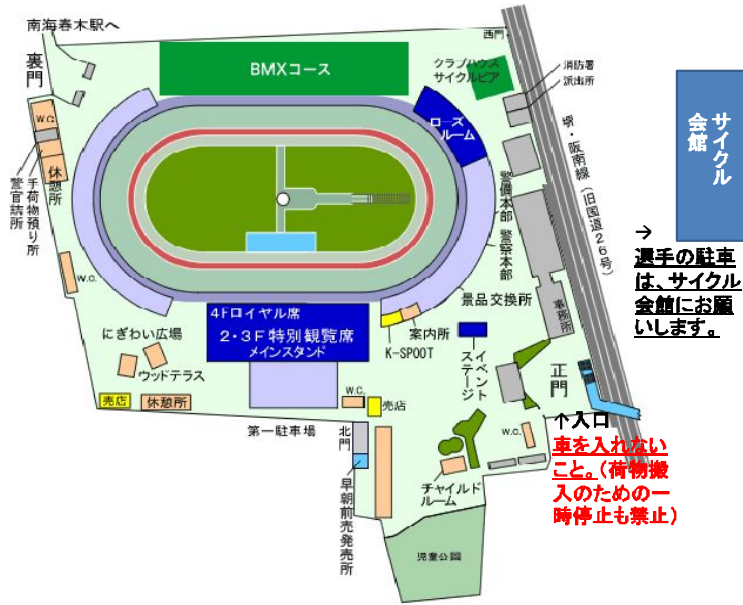 南海春木駅へ
裏門
BMXコース
西門
クラブハウス
サイクルピア
消防署
派出所
堺・阪南線(旧国道26号)
サイクル
会館
W.C.
休憩所
手荷物預り所
警官詰所
ローズ
ルーム
警備本部
警察本部
→
選手の駐車
は、サイクル
会館にお願
いします。
W.C.
景品交換所
事務所
4Fロイヤル席
2・3F特別観覧席
メインスタンド
案内所
K-SPOOT
イベント
ステージ
にぎわい広場
ウッドテラス
正門
売店
休憩所
W.C.
売店
第一駐車場
北門
W.C.
↑入口
車を入れない
こと。(荷物搬
入のための一
時停止も禁止)
早朝前売発売所
チャイルド
ルーム
児童公園